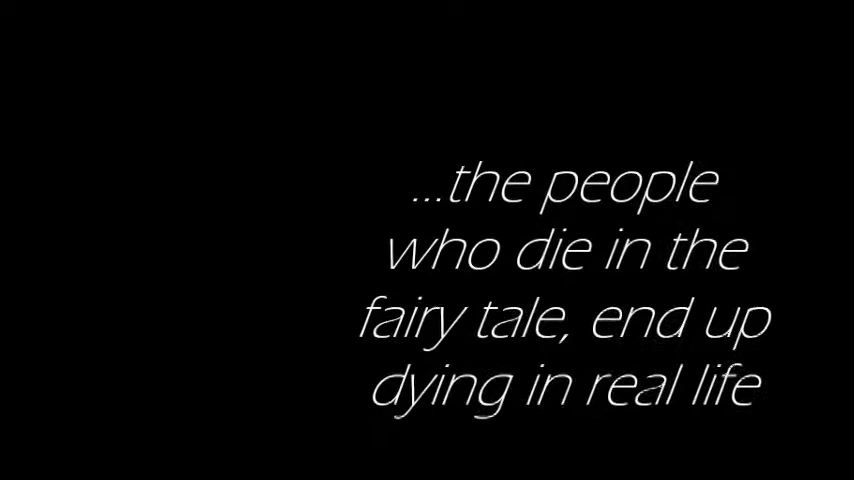 ...the people
who die in the
fairy tale, end up
dying in real life